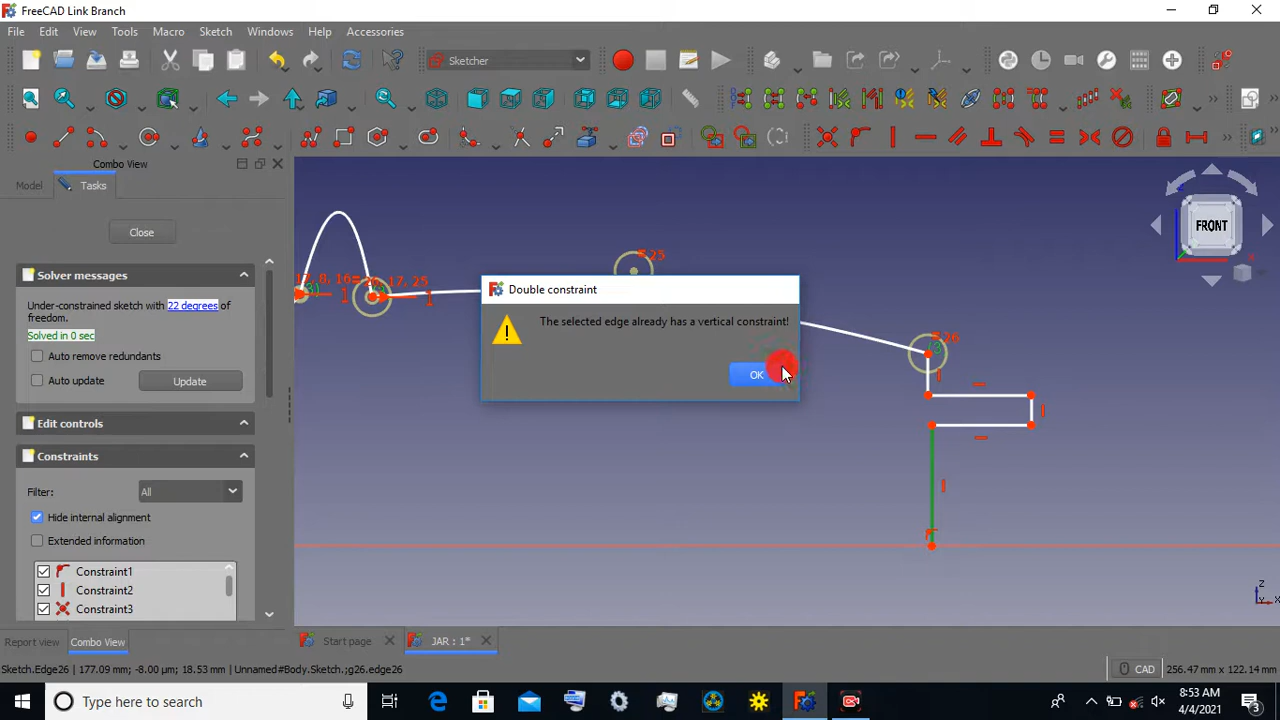 FreeCAD Link Branch
File Edit View Tools Macro Sketch Windows Help Accessories
Sketcher
Combo View
Model Tasks
Close
Solver messages
Under-constrained sketch with 22 degrees of
freedom.
Solved in 0 sec
Auto remove redundants
Auto update Update
Edit controls
Constraints
Filter: All
Hide internal alignment
Extended information
Constraint1
Constraint2
Constraint3
FRONT
Double constraint
The selected edge already has a vertical constraint!
OK
Report view Combo View
Start page JAR : 1*
Sketch.Edge26 | 177.09 mm; -8.00 µm; 18.53 mm | Unnamed#Body.Sketch.;g26.edge26
CAD 256.47 mm x 122.14 mm
Type here to search
8:53 AM
4/4/2021